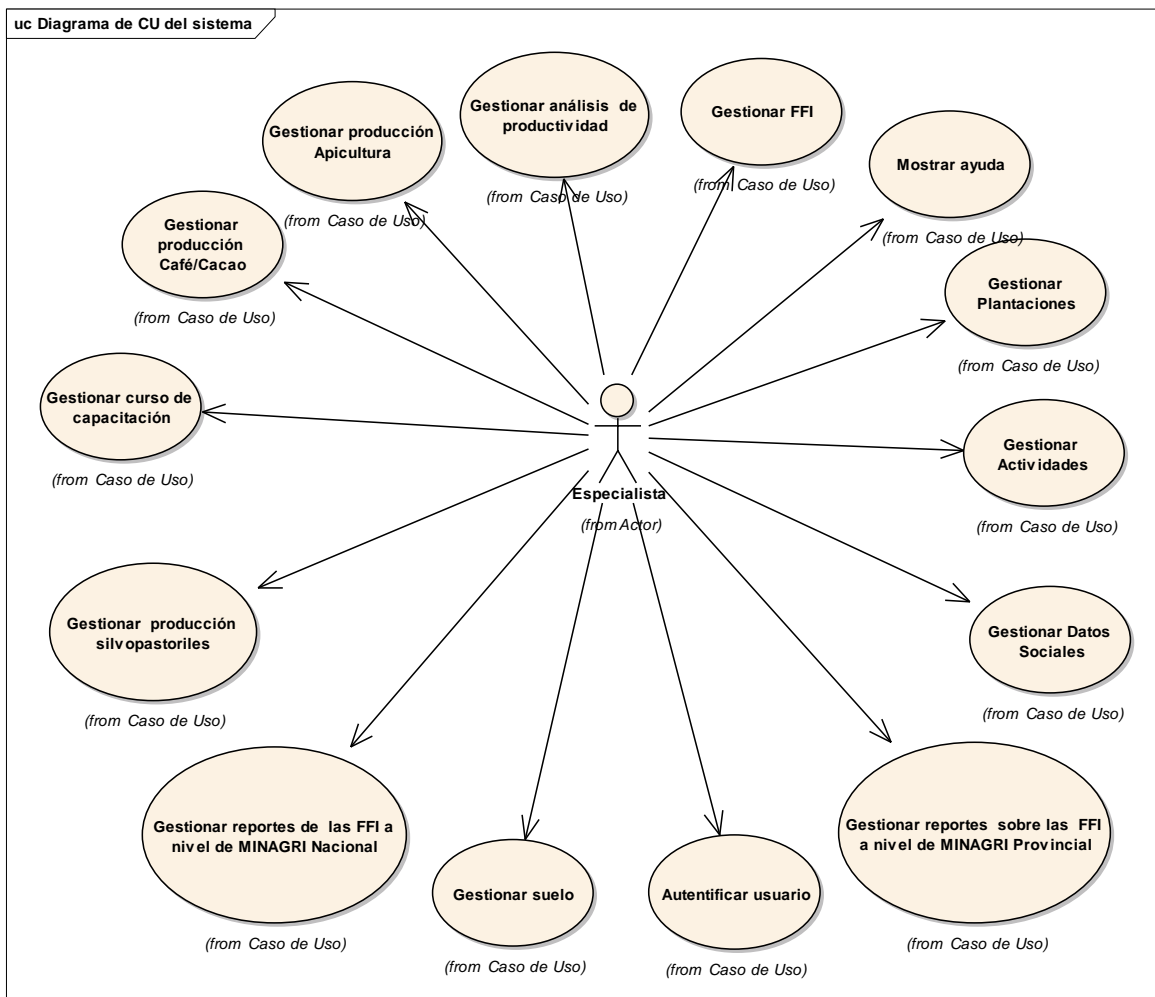 uc Diagrama de CU del sistema
Gestionar análisis de
productividad
(from Caso de Uso)
Gestionar FFI
(from Caso de Uso)
Gestionar producción
Apicultura
(from Caso de Uso)
Mostrar ayuda
(from Caso de Uso)
Gestionar
producción
Café/Cacao
(from Caso de Uso)
Gestionar
Plantaciones
(from Caso de Uso)
Gestionar curso de
capacitación
(from Caso de Uso)
Gestionar
Actividades
(from Caso de Uso)
Especialista
(from Actor)
Gestionar producción
silvopastoriles
(from Caso de Uso)
Gestionar Datos
Sociales
(from Caso de Uso)
Gestionar reportes de las FFI a
nivel de MINAGRI Nacional
(from Caso de Uso)
Gestionar suelo
(from Caso de Uso)
Autentificar usuario
(from Caso de Uso)
Gestionar reportes sobre las FFI
a nivel de MINAGRI Provincial
(from Caso de Uso)